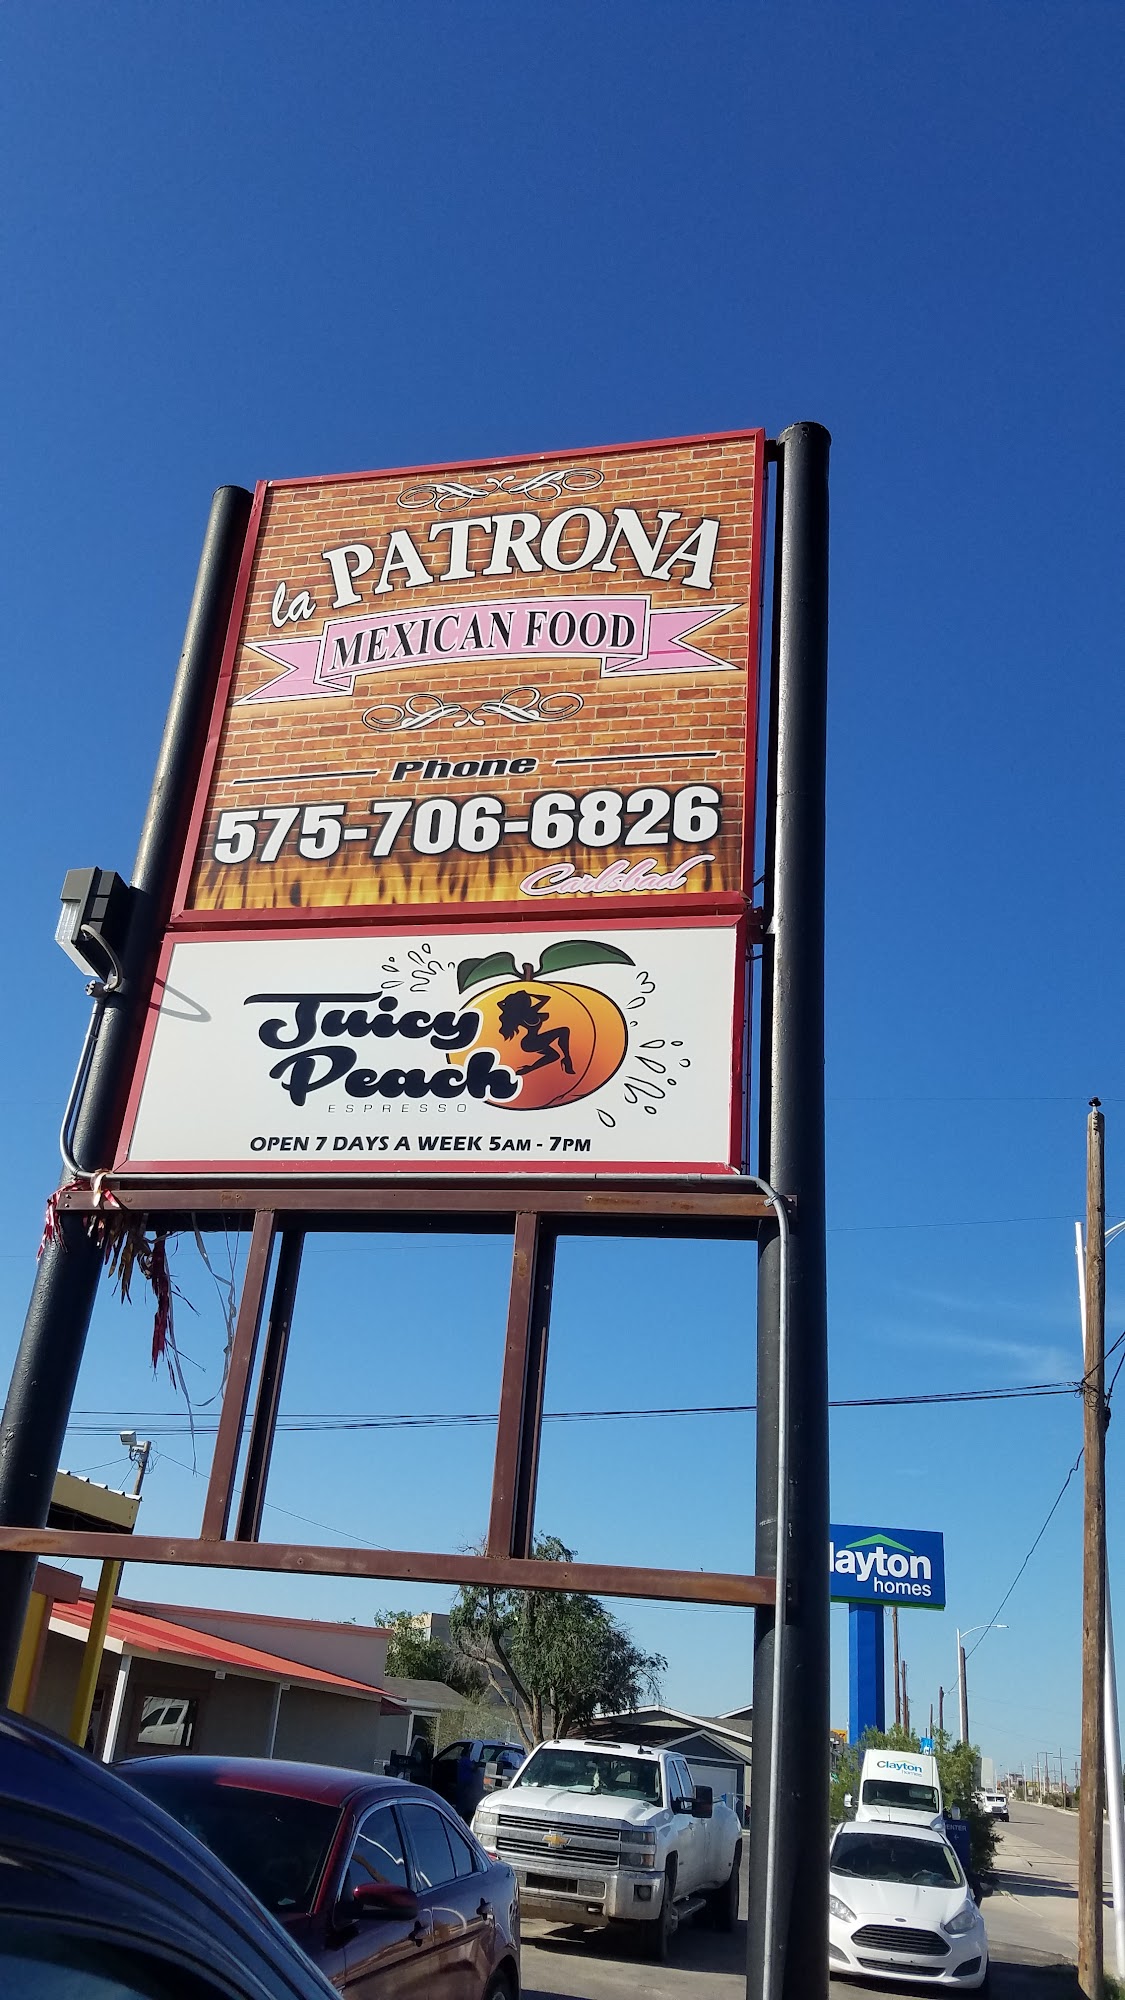 la PATRONA
MEXICAN FOOD
Phone
575-706-6826
Carlsbad
Juicy
Peach
ESPRESSO
OPEN 7 DAYS A WEEK 5AM - 7PM
layton
homes
Clayton
homes